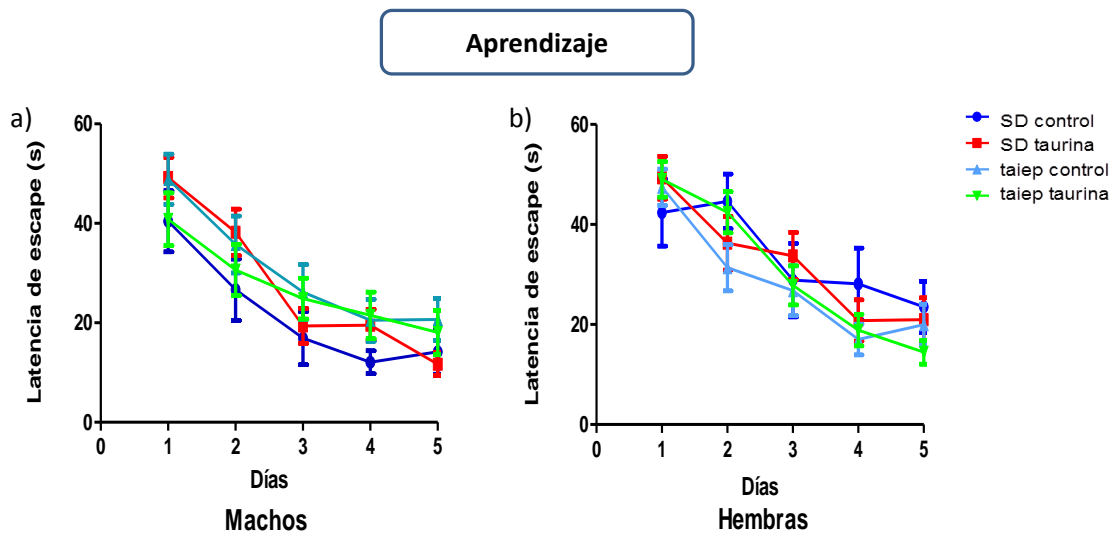 Aprendizaje
a)
Latencia de escape (s)
60
40
20
0
0 1 2 3 4 5
Días
Machos
b)
Latencia de escape (s)
60
40
20
0
0 1 2 3 4 5
Días
Hembras
SD control
SD taurina
taiep control
taiep taurina